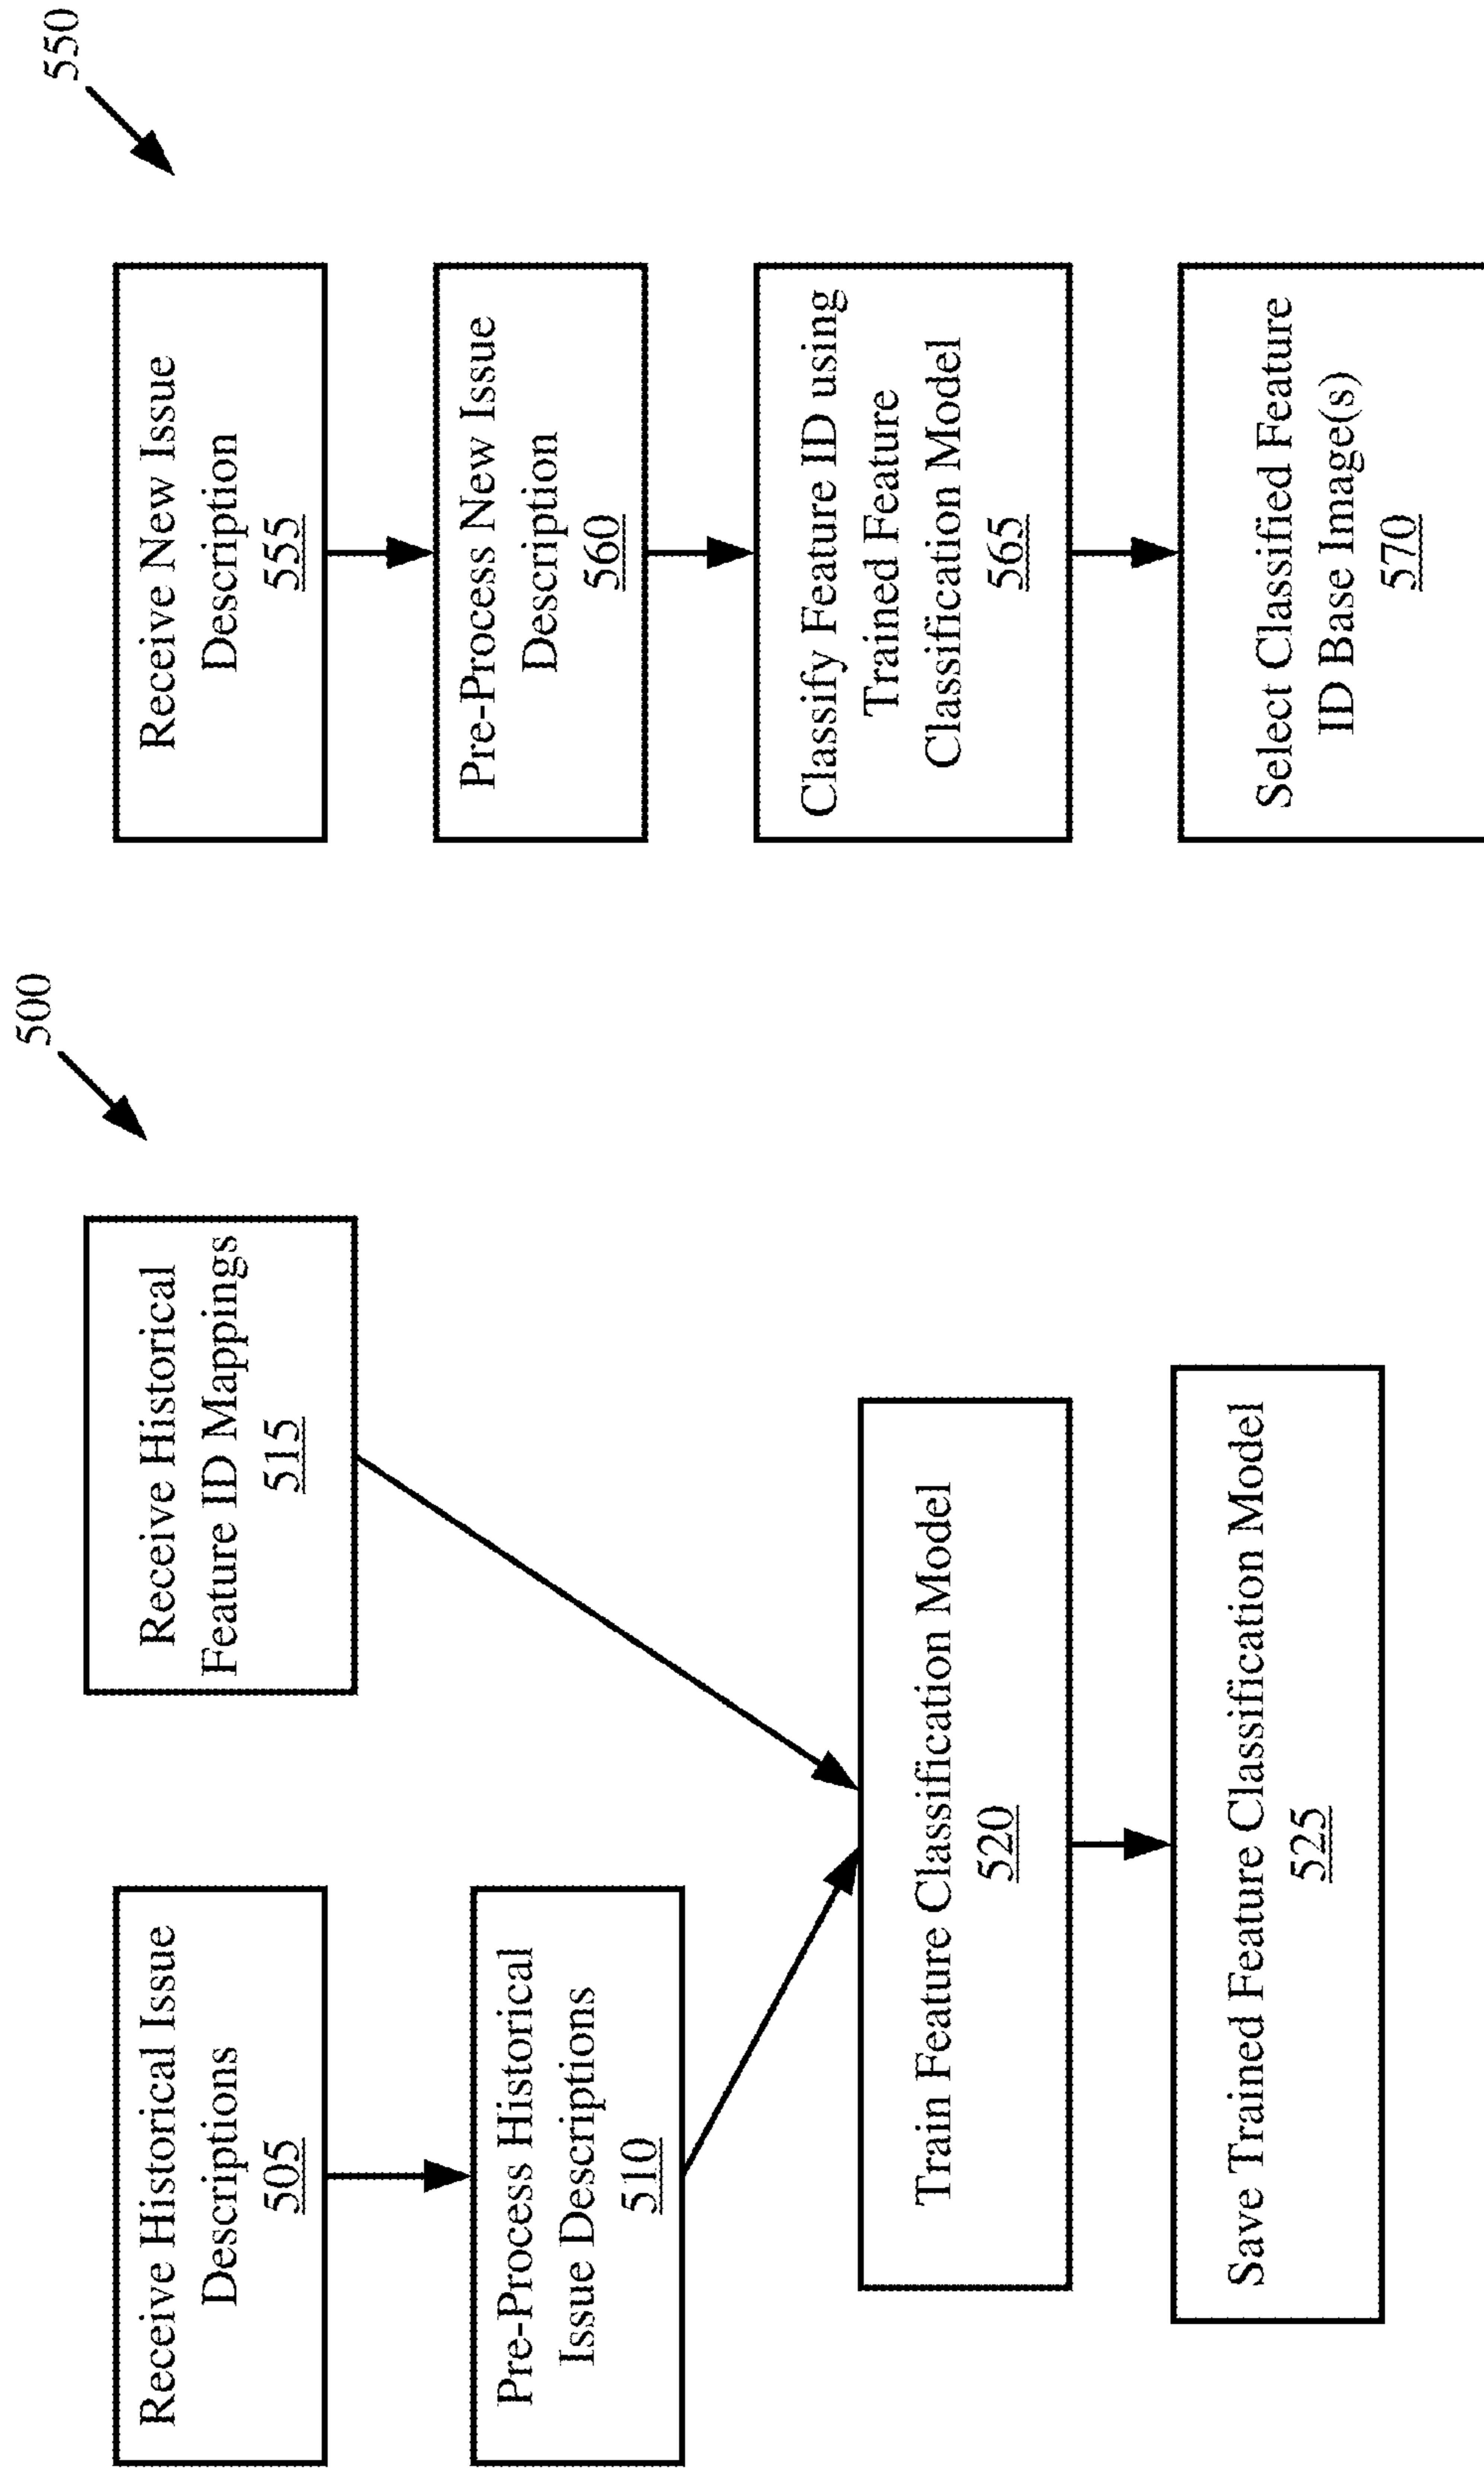 500
Receive Historical Issue
Descriptions
505
Pre-Process Historical
Issue Descriptions
510
Receive Historical
Feature ID Mappings
515
Train Feature Classification Model
520
Save Trained Feature Classification Model
525
550
Receive New Issue
Description
555
Pre-Process New Issue
Description
560
Classify Feature ID using
Trained Feature
Classification Model
565
Select Classified Feature
ID Base Image(s)
570